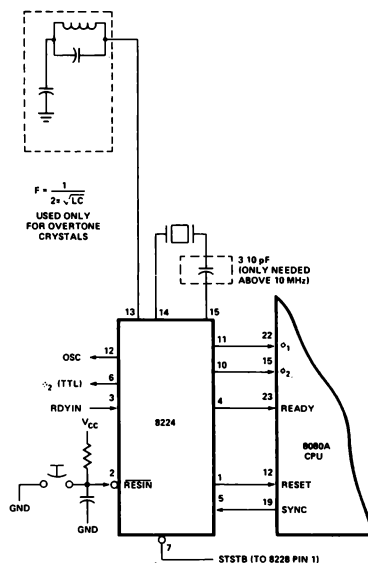 F = 1 / 2π √LC
USED ONLY
FOR OVERTONE
CRYSTALS
3 10 pF
(ONLY NEEDED
ABOVE 10 MHz)
13
14
15
OSC
12
φ2 (TTL)
6
RDYIN
3
VCC
GND
GND
2
RESIN
8224
7
STSTB (TO 8228 PIN 1)
11
22
φ1
10
15
φ2
4
23
READY
8080A
CPU
1
12
RESET
5
19
SYNC